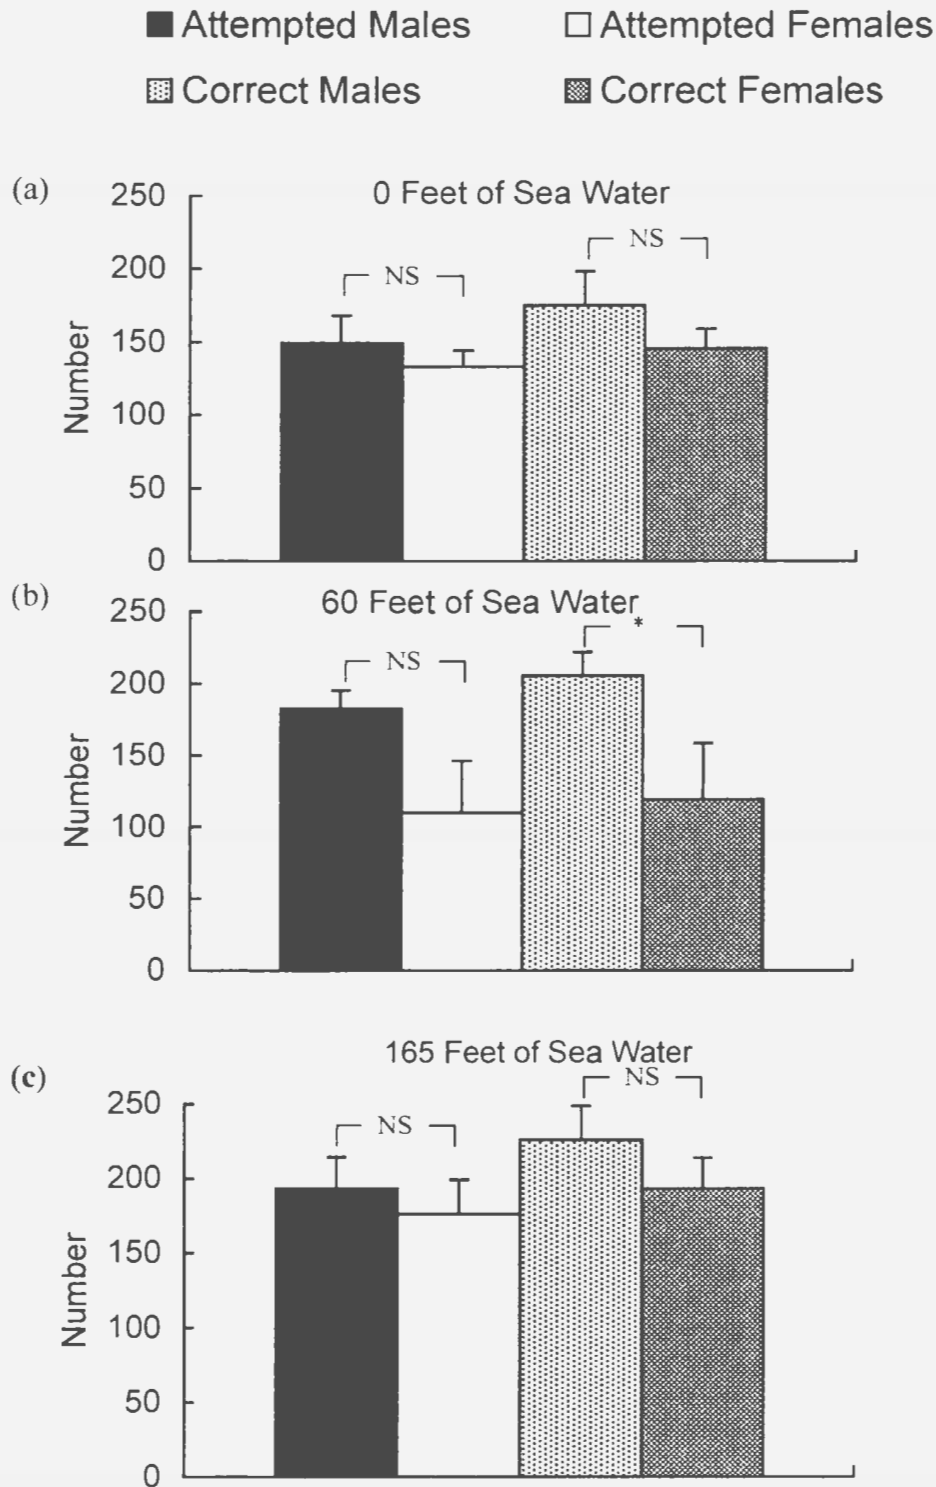 Attempted Males Attempted Females
Correct Males Correct Females
(a)
0 Feet of Sea Water
250
200
150
100
50
0
Number
NS
NS
(b)
60 Feet of Sea Water
250
200
150
100
50
0
Number
NS
*
(c)
165 Feet of Sea Water
250
200
150
100
50
0
Number
NS
NS